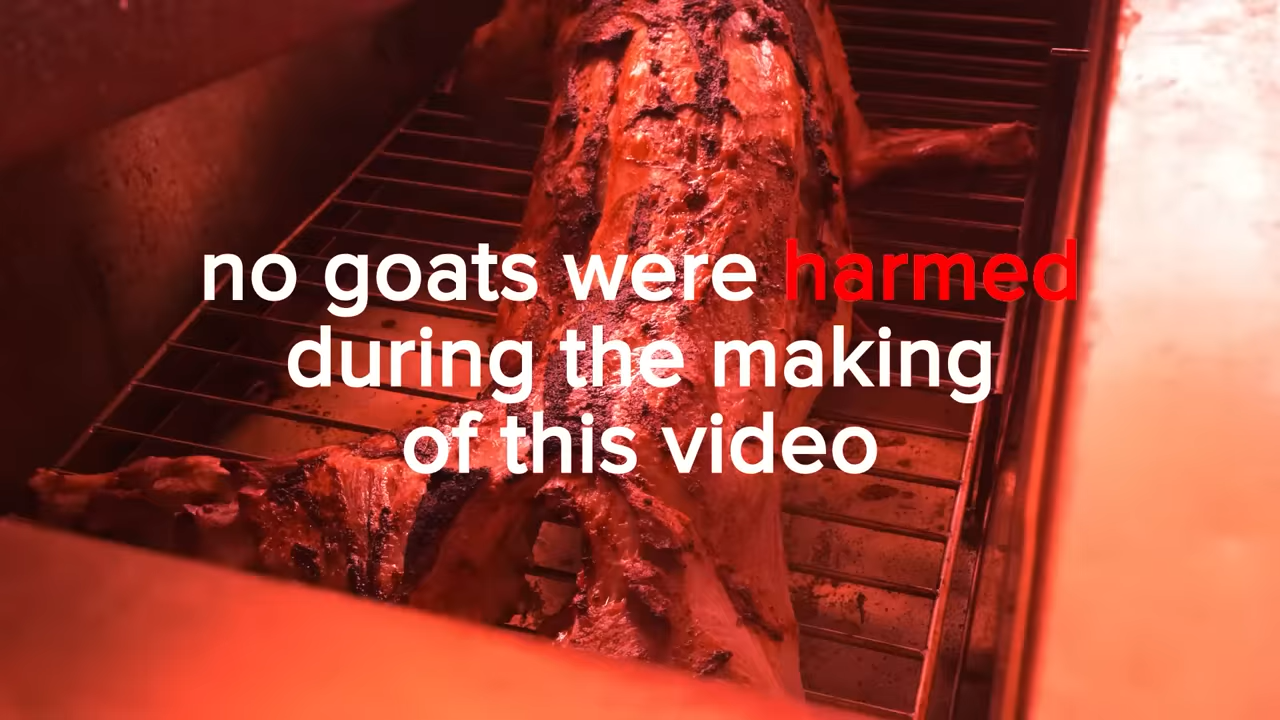 no goats were harmed
during the making
of this video